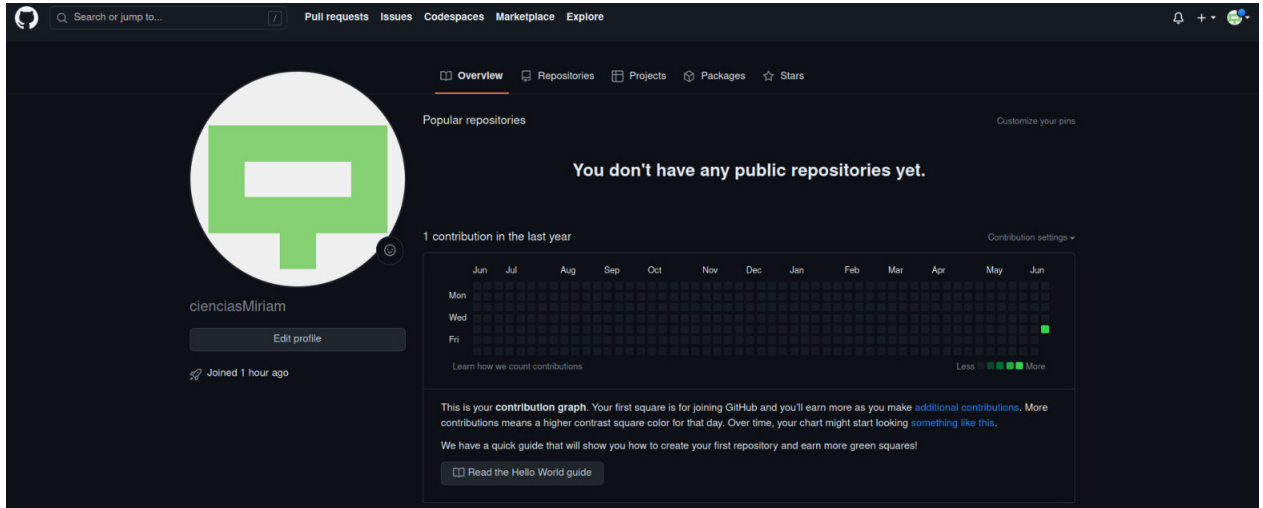 Search or jump to... /
Pull requests Issues Codespaces Marketplace Explore
Overview Repositories Projects Packages Stars
Popular repositories
Customize your pins
You don't have any public repositories yet.
1 contribution in the last year
Contribution settings
Jun Jul Aug Sep Oct Nov Dec Jan Feb Mar Apr May Jun
Mon
Wed
Fri
Learn how we count contributions
Less More
cienciasMiriam
Edit profile
Joined 1 hour ago
This is your contribution graph. Your first square is for joining GitHub and you'll earn more as you make additional contributions. More
contributions means a higher contrast square color for that day. Over time, your chart might start looking something like this.
We have a quick guide that will show you how to create your first repository and earn more green squares!
Read the Hello World guide